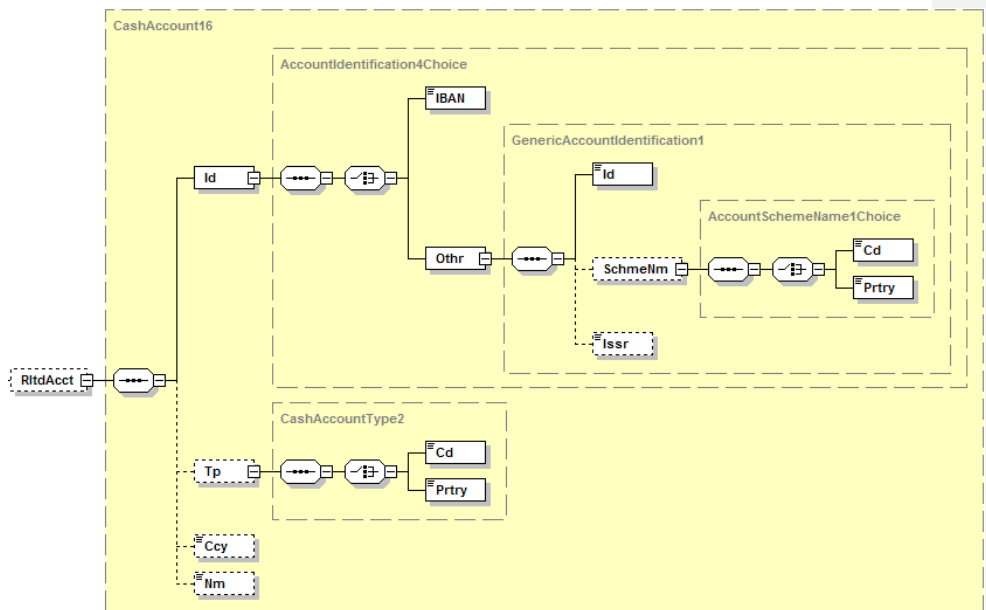 CashAccount16
AccountIdentification4Choice
IBAN
GenericAccountIdentification1
Id
Id
AccountSchemeName1Choice
Othr
Cd
SchmeNm
Prtry
Issr
RltdAcct
CashAccountType2
Cd
Tp
Prtry
Ccy
Nm